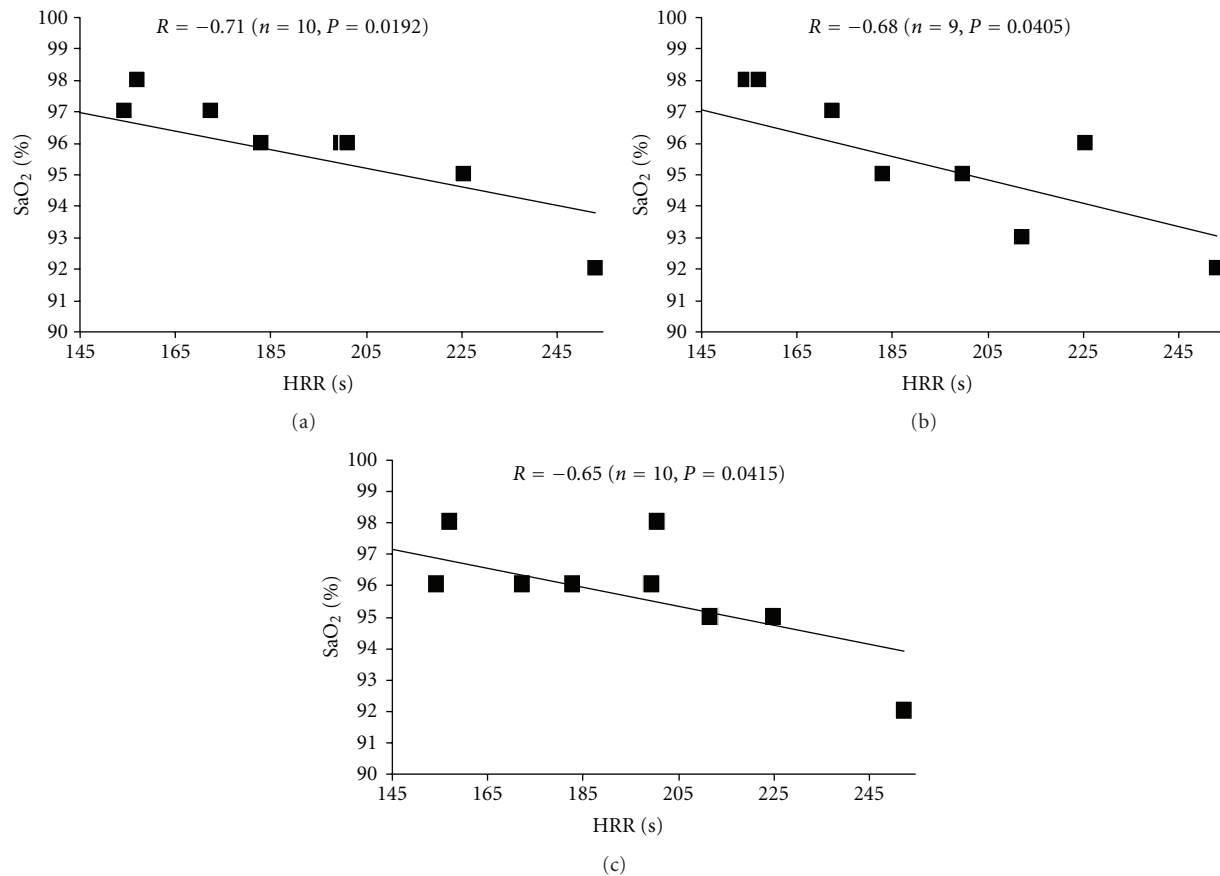 R = −0.71 (n = 10, P = 0.0192)
100
99
98
97
96
95
94
93
92
91
90
SaO₂ (%)
145 165 185 205 225 245
HRR (s)
(a)
R = −0.68 (n = 9, P = 0.0405)
100
99
98
97
96
95
94
93
92
91
90
SaO₂ (%)
145 165 185 205 225 245
HRR (s)
(b)
R = −0.65 (n = 10, P = 0.0415)
100
99
98
97
96
95
94
93
92
90
SaO₂ (%)
145 165 185 205 225 245
HRR (s)
(c)